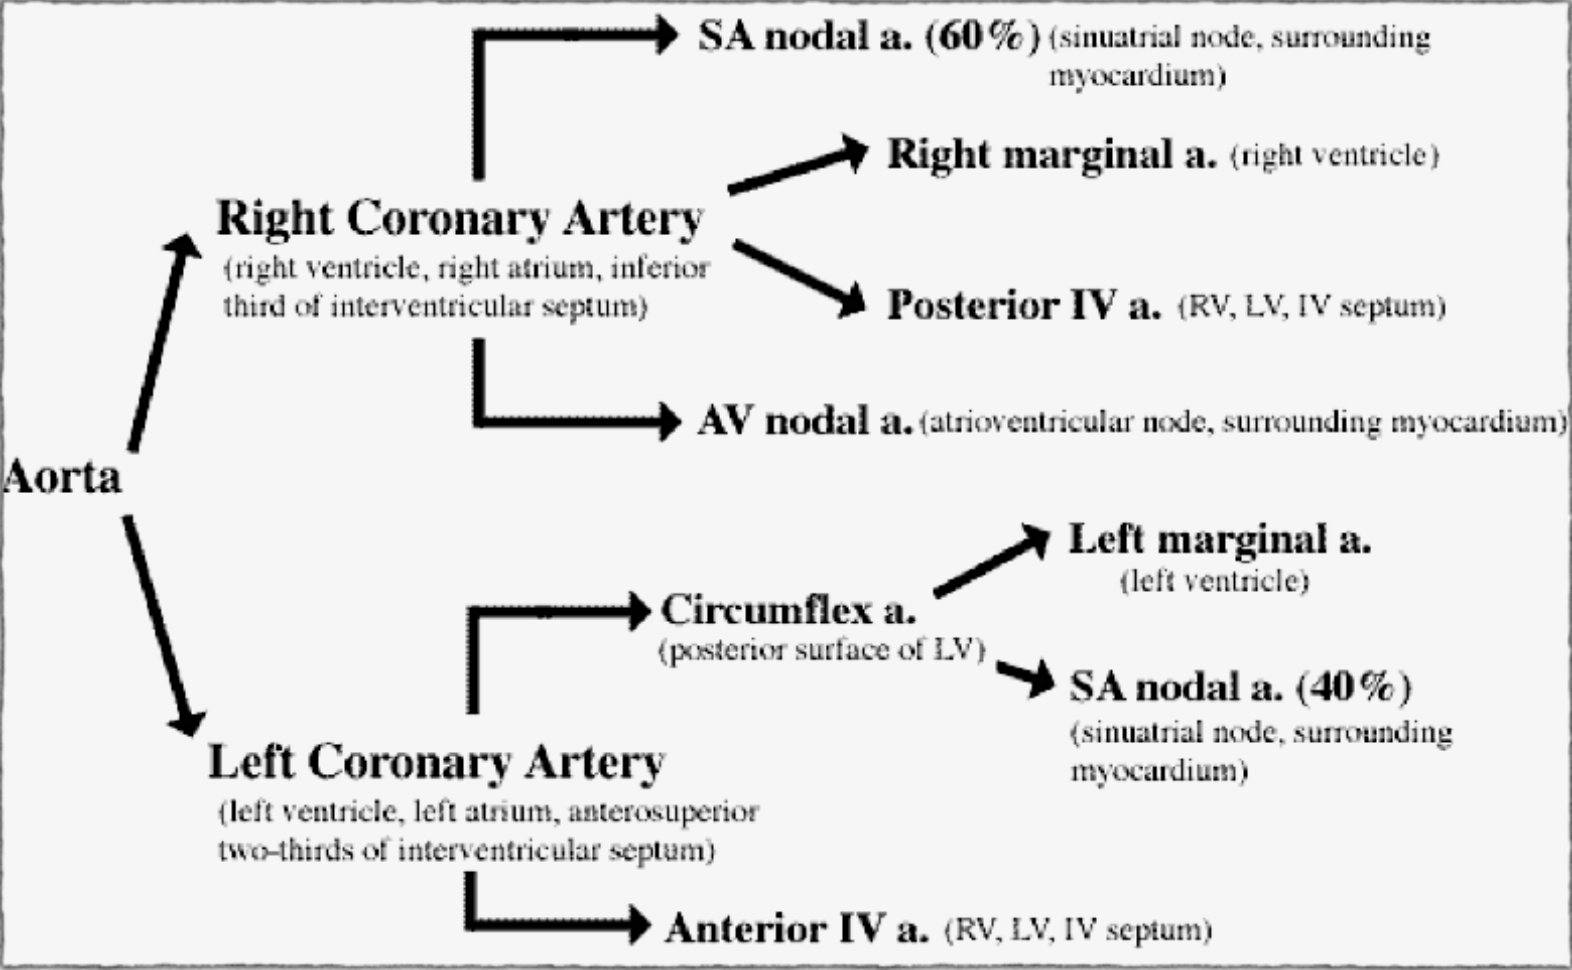 SA nodal a. (60%) (sinuatrial node, surrounding
myocardium)
Right marginal a. (right ventricle)
Right Coronary Artery
(right ventricle, right atrium, inferior
third of interventricular septum)
Posterior IV a. (RV, LV, IV septum)
AV nodal a. (atrioventricular node, surrounding myocardium)
Aorta
Left marginal a.
(left ventricle)
Circumflex a.
(posterior surface of LV)
SA nodal a. (40%)
(sinuatrial node, surrounding
myocardium)
Left Coronary Artery
(left ventricle, left atrium, anterosuperior
two-thirds of interventricular septum)
Anterior IV a. (RV, LV, IV septum)